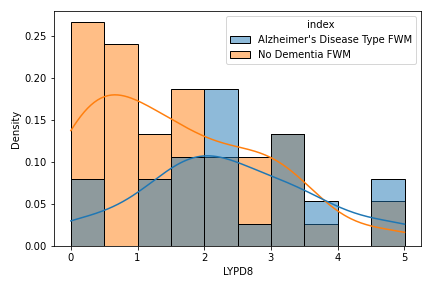 index
Alzheimer's Disease Type FWM
No Dementia FWM
Density
0.25
0.20
0.15
0.10
0.05
0.00
0 1 2 3 4 5
LYPD8